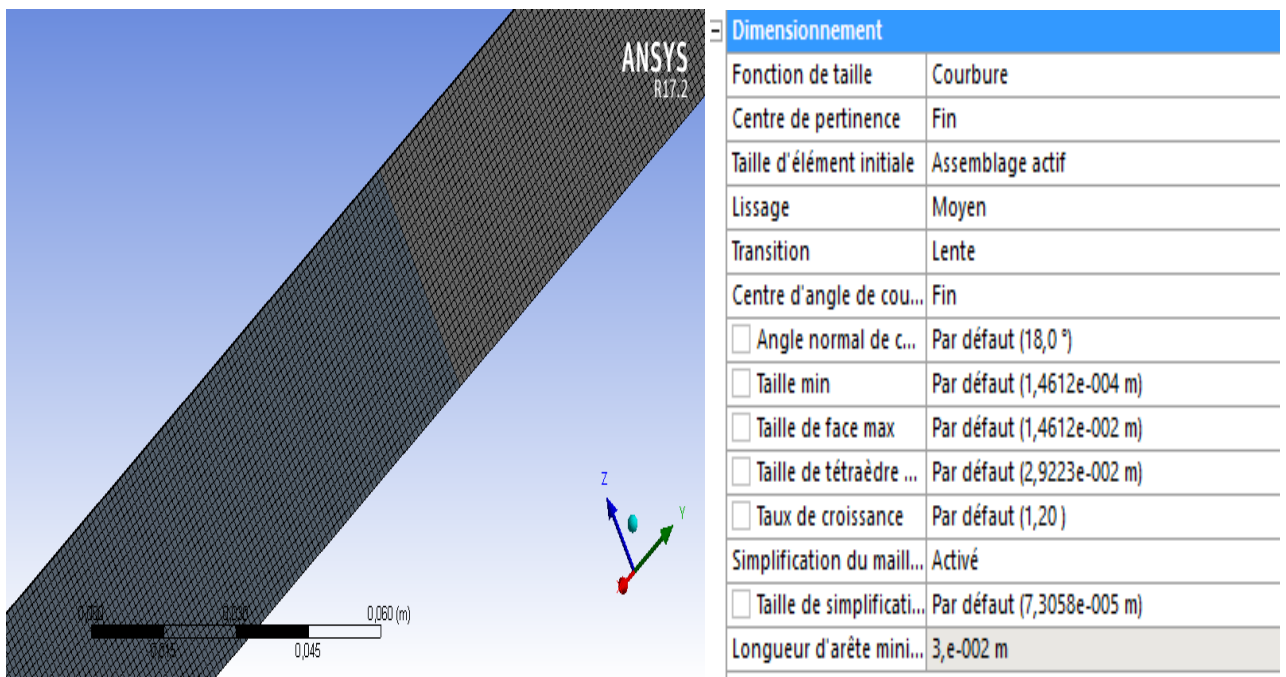 ANSYS
R17.2
Z
Y
0,000 0,030 0,060 (m)
0,015 0,045
Dimensionnement
Fonction de taille Courbure
Centre de pertinence Fin
Taille d'élément initiale Assemblage actif
Lissage Moyen
Transition Lente
Centre d'angle de cou... Fin
Angle normal de c... Par défaut (18,0 °)
Taille min Par défaut (1,4612e-004 m)
Taille de face max Par défaut (1,4612e-002 m)
Taille de tétraèdre ... Par défaut (2,9223e-002 m)
Taux de croissance Par défaut (1,20 )
Simplification du maill... Activé
Taille de simplificati... Par défaut (7,3058e-005 m)
Longueur d'arête mini... 3,e-002 m